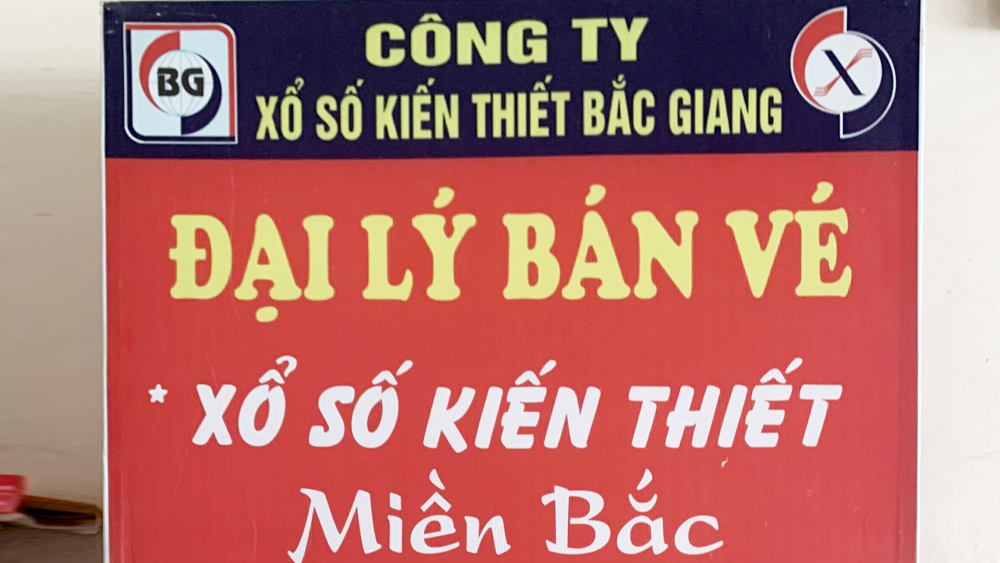 CÔNG TY
XỔ SỐ KIẾN THIẾT BẮC GIANG
BG
X
ĐẠI LÝ BÁN VÉ
* XỔ SỐ KIẾN THIẾT
Miền Bắc